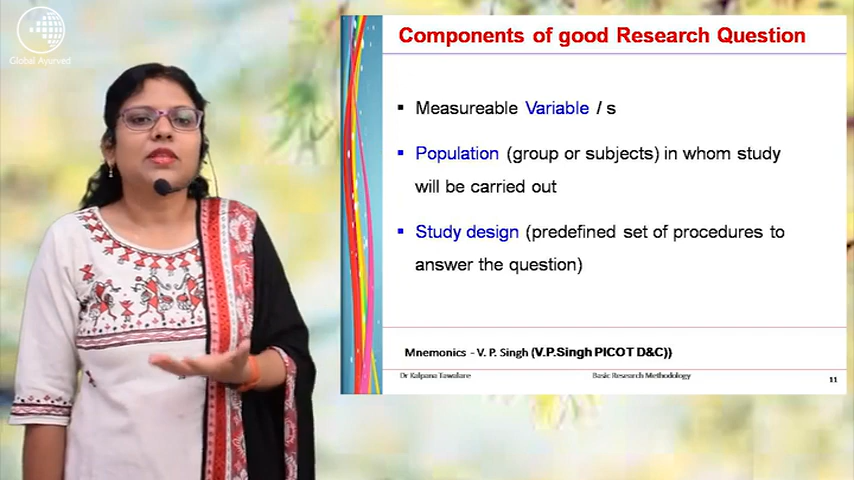 Global Ayurved
Components of good Research Question
▪ Measureable Variable / s
▪ Population (group or subjects) in whom study
will be carried out
▪ Study design (predefined set of procedures to
answer the question)
Mnemonics - V. P. Singh (V.P.Singh PICOT D&C))
Dr Kalpana Tawalare
Basic Research Methodology
11